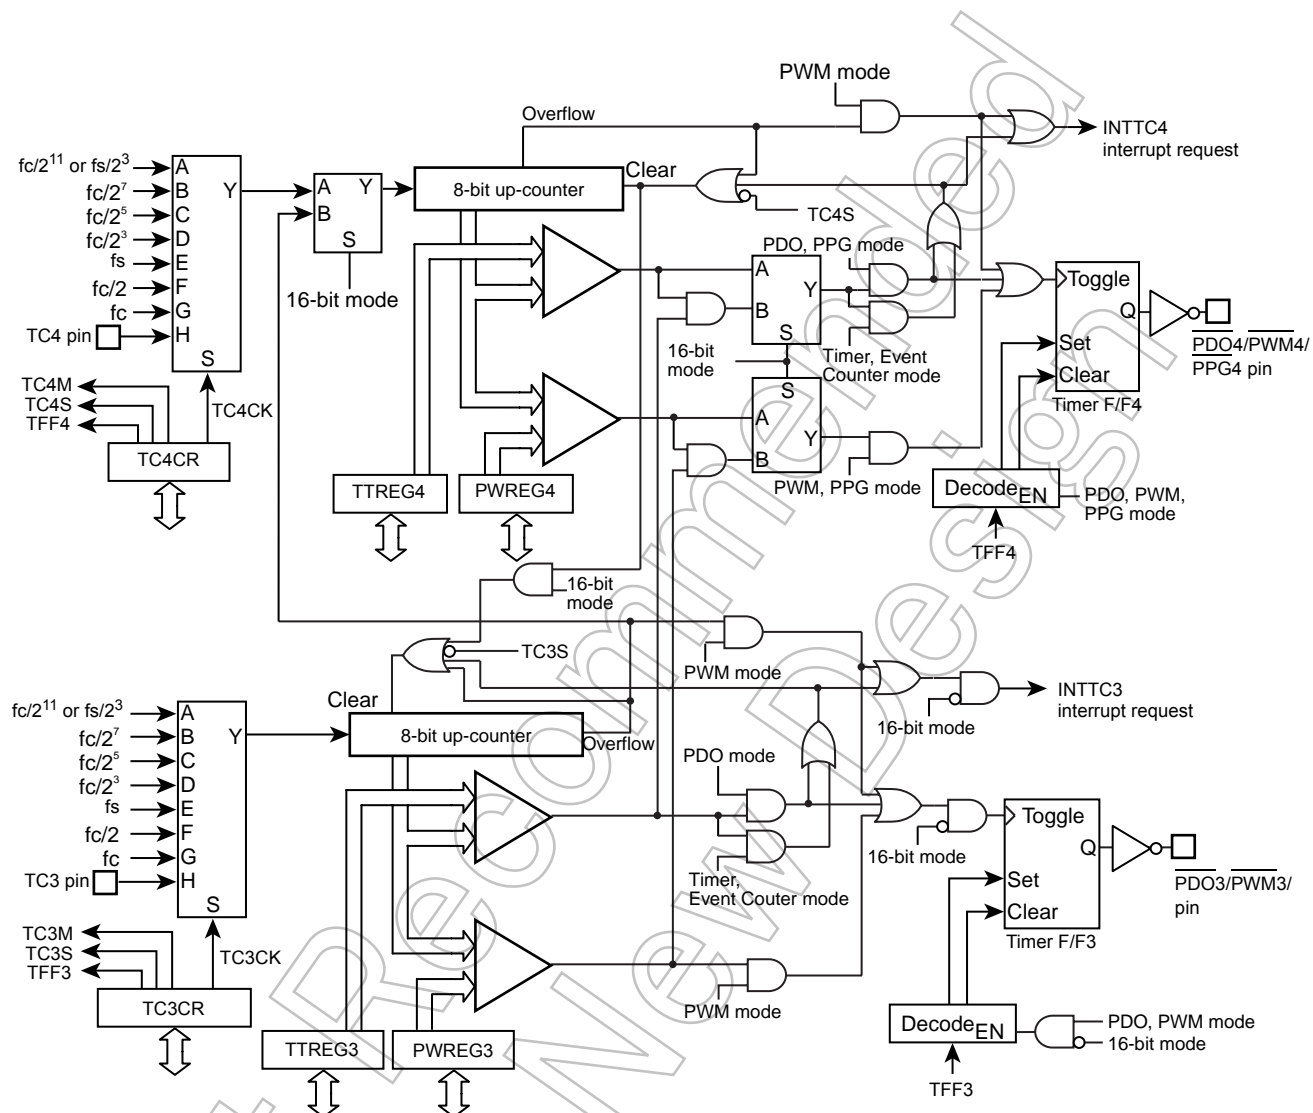 PWM mode
Overflow
INTTC4
interrupt request
fc/2¹¹ or fs/2³
fc/2⁷
fc/2⁵
fc/2³
fs
fc/2
fc
TC4 pin
A
B
C
D
E
F
G
H
Y
S
A
B
Y
S
16-bit mode
8-bit up-counter
Clear
TC4S
PDO, PPG mode
A
B
Y
S
16-bit
mode
Timer, Event
Counter mode
S
A
B
Y
PWM, PPG mode
Toggle
Q
Set
Clear
Timer F/F4
PDO4/PWM4/
PPG4 pin
TC4M
TC4S
TFF4
TC4CK
TC4CR
TTREG4
PWREG4
Decode EN
PDO, PWM,
PPG mode
TFF4
16-bit
mode
TC3S
PWM mode
INTTC3
interrupt request
16-bit mode
Clear
8-bit up-counter
Overflow
fc/2¹¹ or fs/2³
fc/2⁷
fc/2⁵
fc/2³
fs
fc/2
fc
TC3 pin
A
B
C
D
E
F
G
H
Y
S
PDO mode
Timer,
Event Couter mode
16-bit mode
Toggle
Q
Set
Clear
Timer F/F3
PDO3/PWM3/
pin
TC3M
TC3S
TFF3
TC3CK
TC3CR
TTREG3
PWREG3
PWM mode
Decode EN
PDO, PWM mode
16-bit mode
TFF3
Recommended
New Design